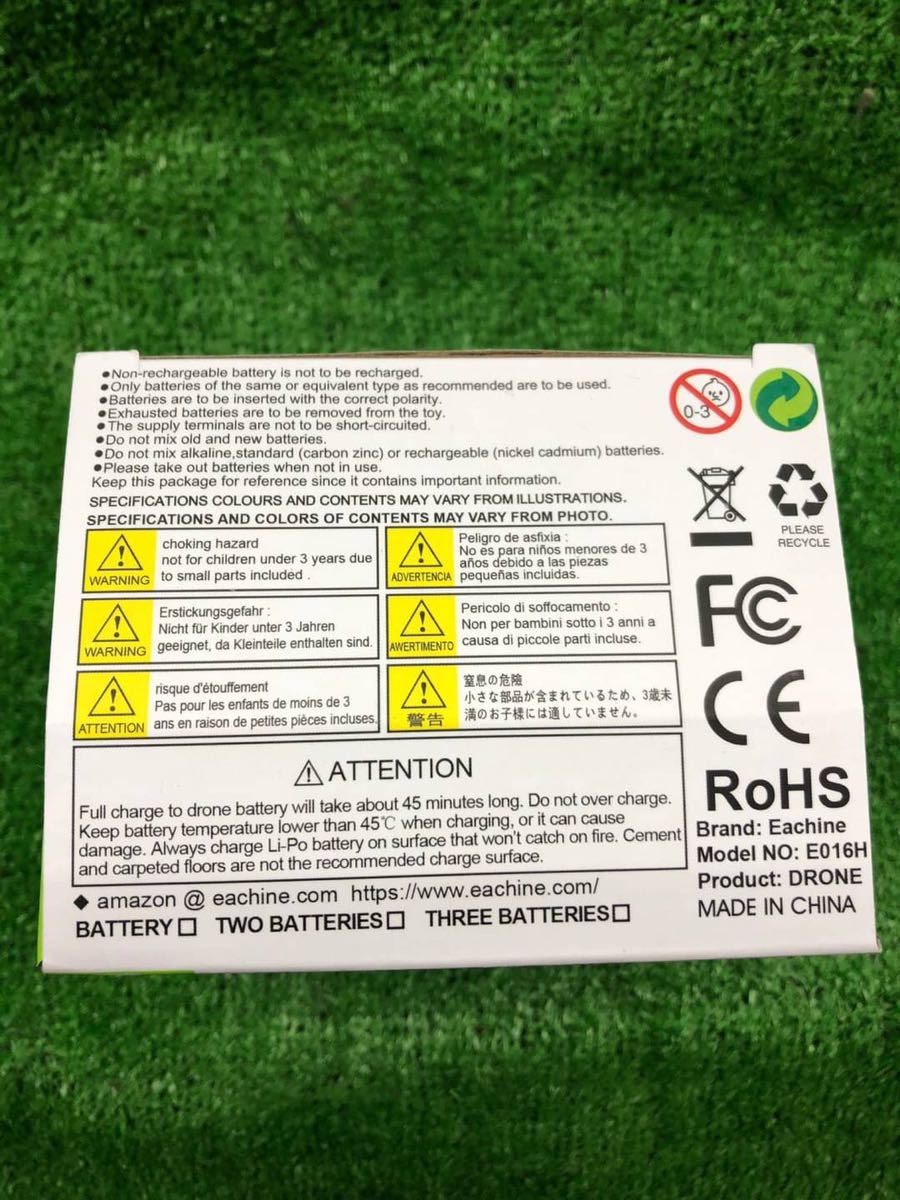 ●Non-rechargeable battery is not to be recharged.
●Only batteries of the same or equivalent type as recommended are to be used.
●Batteries are to be inserted with the correct polarity.
●Exhausted batteries are to be removed from the toy.
●The supply terminals are not to be short-circuited.
●Do not mix old and new batteries.
●Do not mix alkaline,standard (carbon zinc) or rechargeable (nickel cadmium) batteries.
●Please take out batteries when not in use.
Keep this package for reference since it contains important information.
SPECIFICATIONS COLOURS AND CONTENTS MAY VARY FROM ILLUSTRATIONS.
SPECIFICATIONS AND COLORS OF CONTENTS MAY VARY FROM PHOTO.
WARNING
choking hazard
not for children under 3 years due
to small parts included .
ADVERTENCIA
Peligro de asfixia :
No es para niños menores de 3
años debido a las piezas
pequeñas incluidas.
WARNING
Erstickungsgefahr :
Nicht für Kinder unter 3 Jahren
geeignet, da Kleinteile enthalten sind.
AWERTIMENTO
Pericolo di soffocamento :
Non per bambini sotto i 3 anni a
causa di piccole parti incluse.
ATTENTION
risque d'étouffement
Pas pour les enfants de moins de 3
ans en raison de petites pièces incluses.
警告
窒息の危險
小さな部品が含まれているため、3歳未
満のお子様には適していません。
ATTENTION
Full charge to drone battery will take about 45 minutes long. Do not over charge.
Keep battery temperature lower than 45℃ when charging, or it can cause
damage. Always charge Li-Po battery on surface that won't catch on fire. Cement
and carpeted floors are not the recommended charge surface.
◆ amazon @ eachine.com https://www.eachine.com/
BATTERY□ TWO BATTERIES□ THREE BATTERIES□
0-3
PLEASE
RECYCLE
FC
CE
RoHS
Brand: Eachine
Model NO: E016H
Product: DRONE
MADE IN CHINA